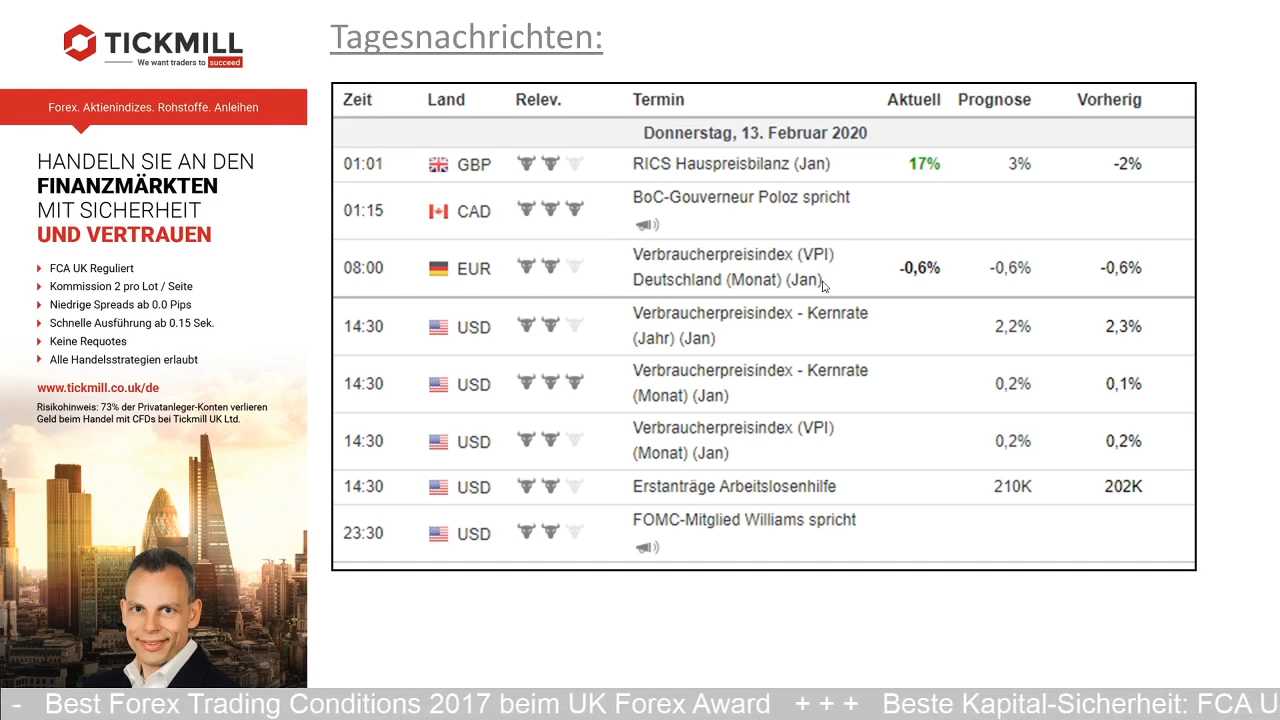 TICKMILL
We want traders to succeed
Forex. Aktienindizes. Rohstoffe. Anleihen
HANDELN SIE AN DEN
FINANZMÄRKTEN
MIT SICHERHEIT
UND VERTRAUEN
FCA UK Reguliert
Kommission 2 pro Lot / Seite
Niedrige Spreads ab 0.0 Pips
Schnelle Ausführung ab 0.15 Sek.
Keine Requotes
Alle Handelsstrategien erlaubt
www.tickmill.co.uk/de
Risikohinweis: 73% der Privatanleger-Konten verlieren
Geld beim Handel mit CFDs bei Tickmill UK Ltd.
Tagesnachrichten:
Zeit Land Relev. Termin Aktuell Prognose Vorherig
Donnerstag, 13. Februar 2020
01:01 GBP RICS Hauspreisbilanz (Jan) 17% 3% -2%
01:15 CAD BoC-Gouverneur Poloz spricht
08:00 EUR Verbraucherpreisindex (VPI)
Deutschland (Monat) (Jan) -0,6% -0,6% -0,6%
14:30 USD Verbraucherpreisindex - Kernrate
(Jahr) (Jan) 2,2% 2,3%
14:30 USD Verbraucherpreisindex - Kernrate
(Monat) (Jan) 0,2% 0,1%
14:30 USD Verbraucherpreisindex (VPI)
(Monat) (Jan) 0,2% 0,2%
14:30 USD Erstanträge Arbeitslosenhilfe 210K 202K
23:30 USD FOMC-Mitglied Williams spricht
- Best Forex Trading Conditions 2017 beim UK Forex Award + + + Beste Kapital-Sicherheit: FCA U